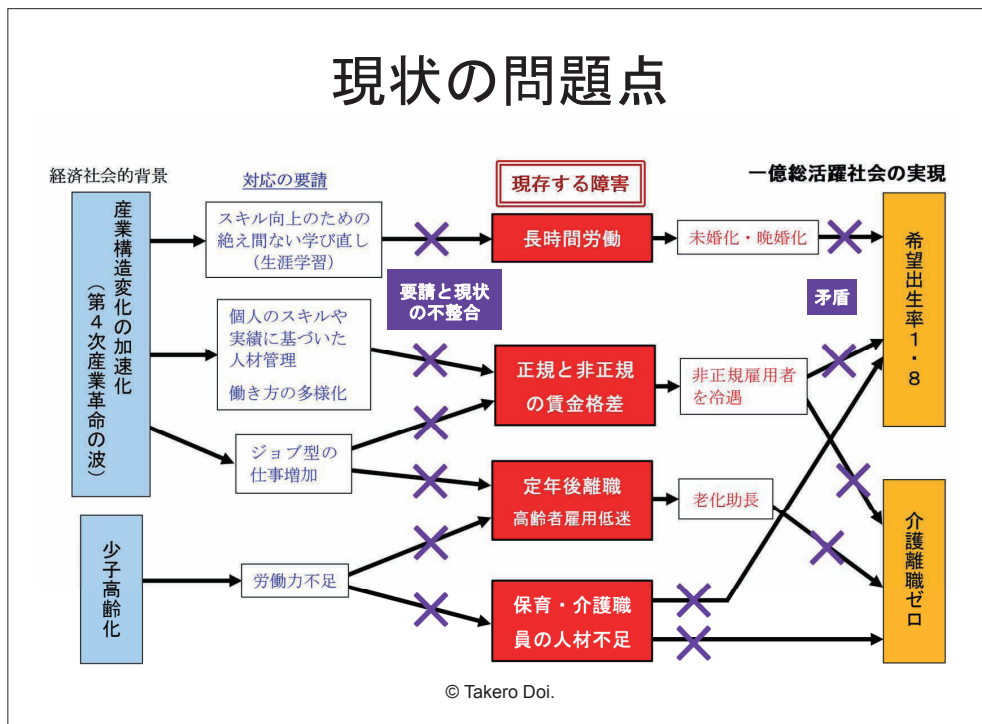 現状の問題点
経済社会的背景
対応の要請
現存する障害
一億総活躍社会の実現
産業構造変化の加速化
（第４次産業革命の波）
スキル向上のための
絶え間ない学び直し
（生涯学習）
長時間労働
未婚化・晩婚化
希望出生率１・８
要請と現状
の不整合
矛盾
個人のスキルや
実績に基づいた
人材管理
働き方の多様化
正規と非正規
の賃金格差
非正規雇用者
を冷遇
ジョブ型の
仕事増加
定年後離職
高齢者雇用低迷
老化助長
介護離職ゼロ
少子高齢化
労働力不足
保育・介護職
員の人材不足
© Takero Doi.